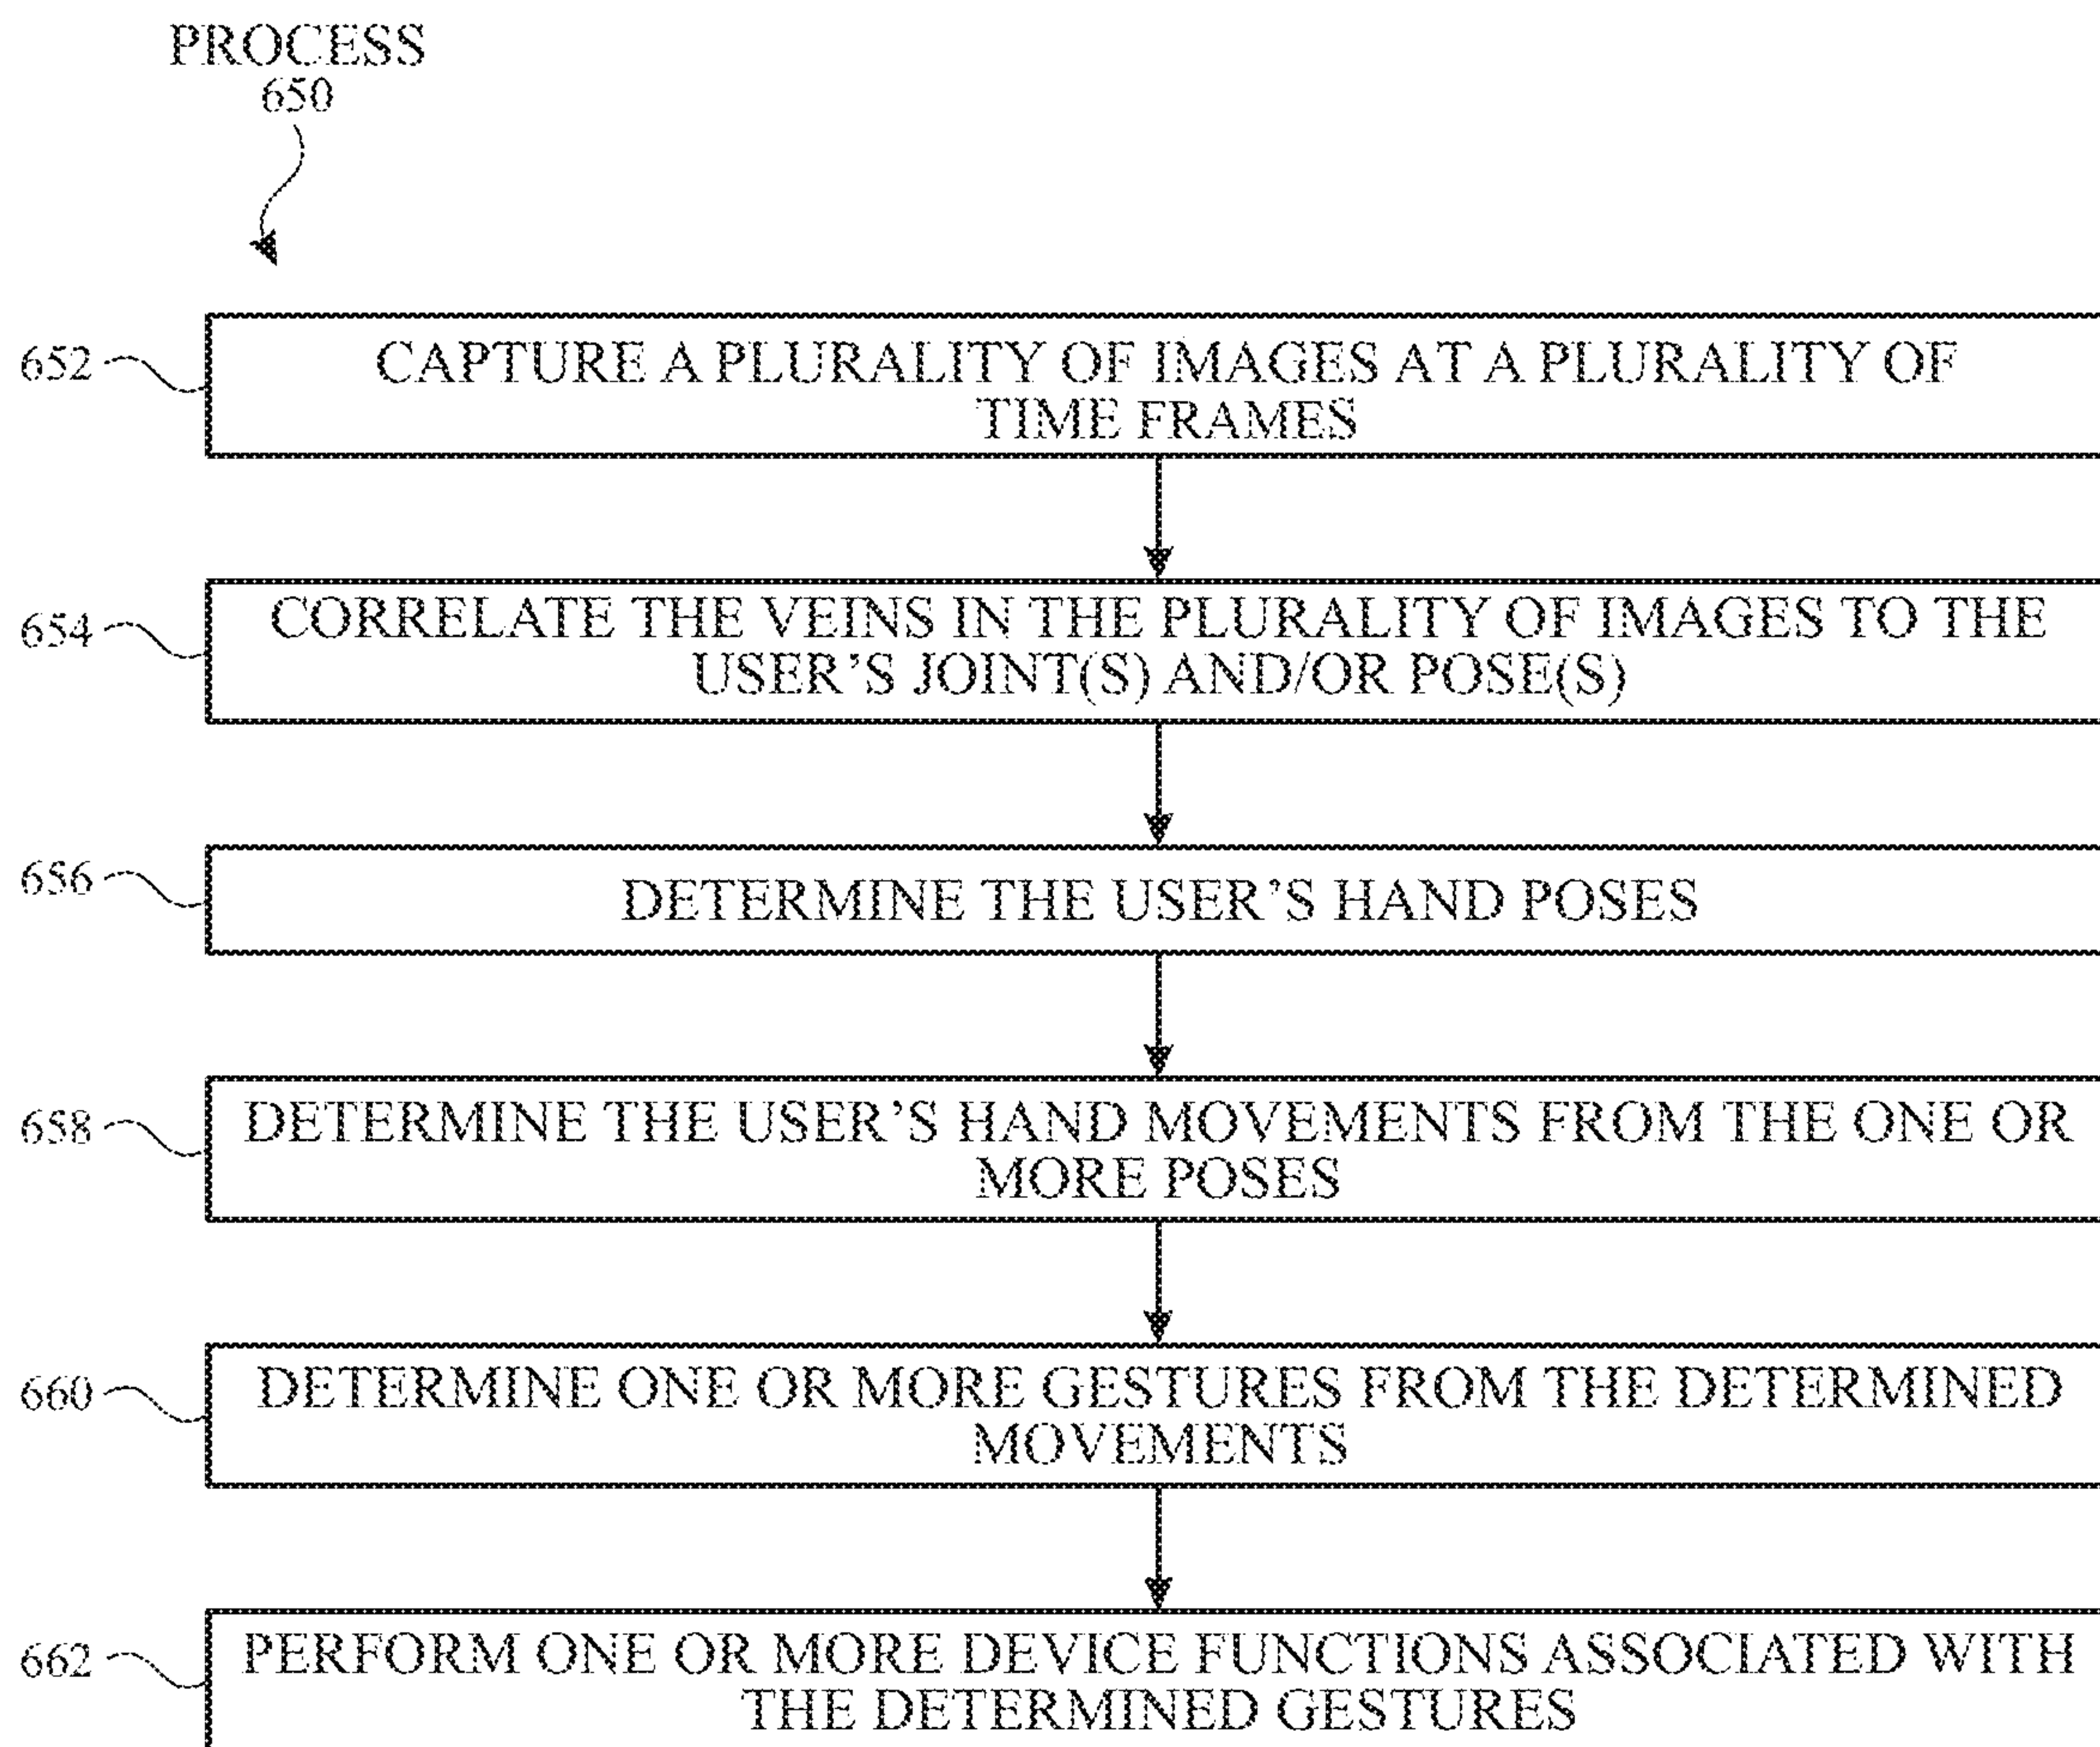 PROCESS
650
652
CAPTURE A PLURALITY OF IMAGES AT A PLURALITY OF
TIME FRAMES
654
CORRELATE THE VEINS IN THE PLURALITY OF IMAGES TO THE
USER'S JOINT(S) AND/OR POSE(S)
656
DETERMINE THE USER'S HAND POSES
658
DETERMINE THE USER'S HAND MOVEMENTS FROM THE ONE OR
MORE POSES
660
DETERMINE ONE OR MORE GESTURES FROM THE DETERMINED
MOVEMENTS
662
PERFORM ONE OR MORE DEVICE FUNCTIONS ASSOCIATED WITH
THE DETERMINED GESTURES